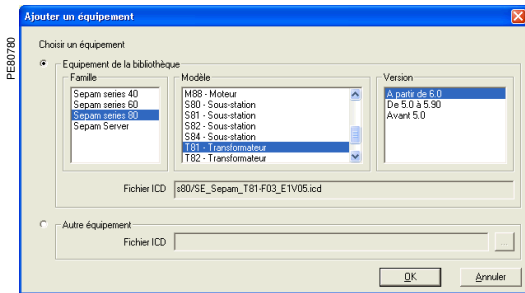 Ajouter un équipement
PE80780
Choisir un équipement
Equipement de la bibliothèque
Famille
Sepam series 40
Sepam series 60
Sepam series 80
Sepam Server
Modèle
M88 - Moteur
S80 - Sous-station
S81 - Sous-station
S82 - Sous-station
S84 - Sous-station
T81 - Transformateur
T82 - Transformateur
Version
A partir de 6.0
De 5.0 à 5.90
Avant 5.0
Fichier ICD
s80/SE_Sepam_T81-F03_E1V05.icd
Autre équipement
Fichier ICD
...
OK
Annuler